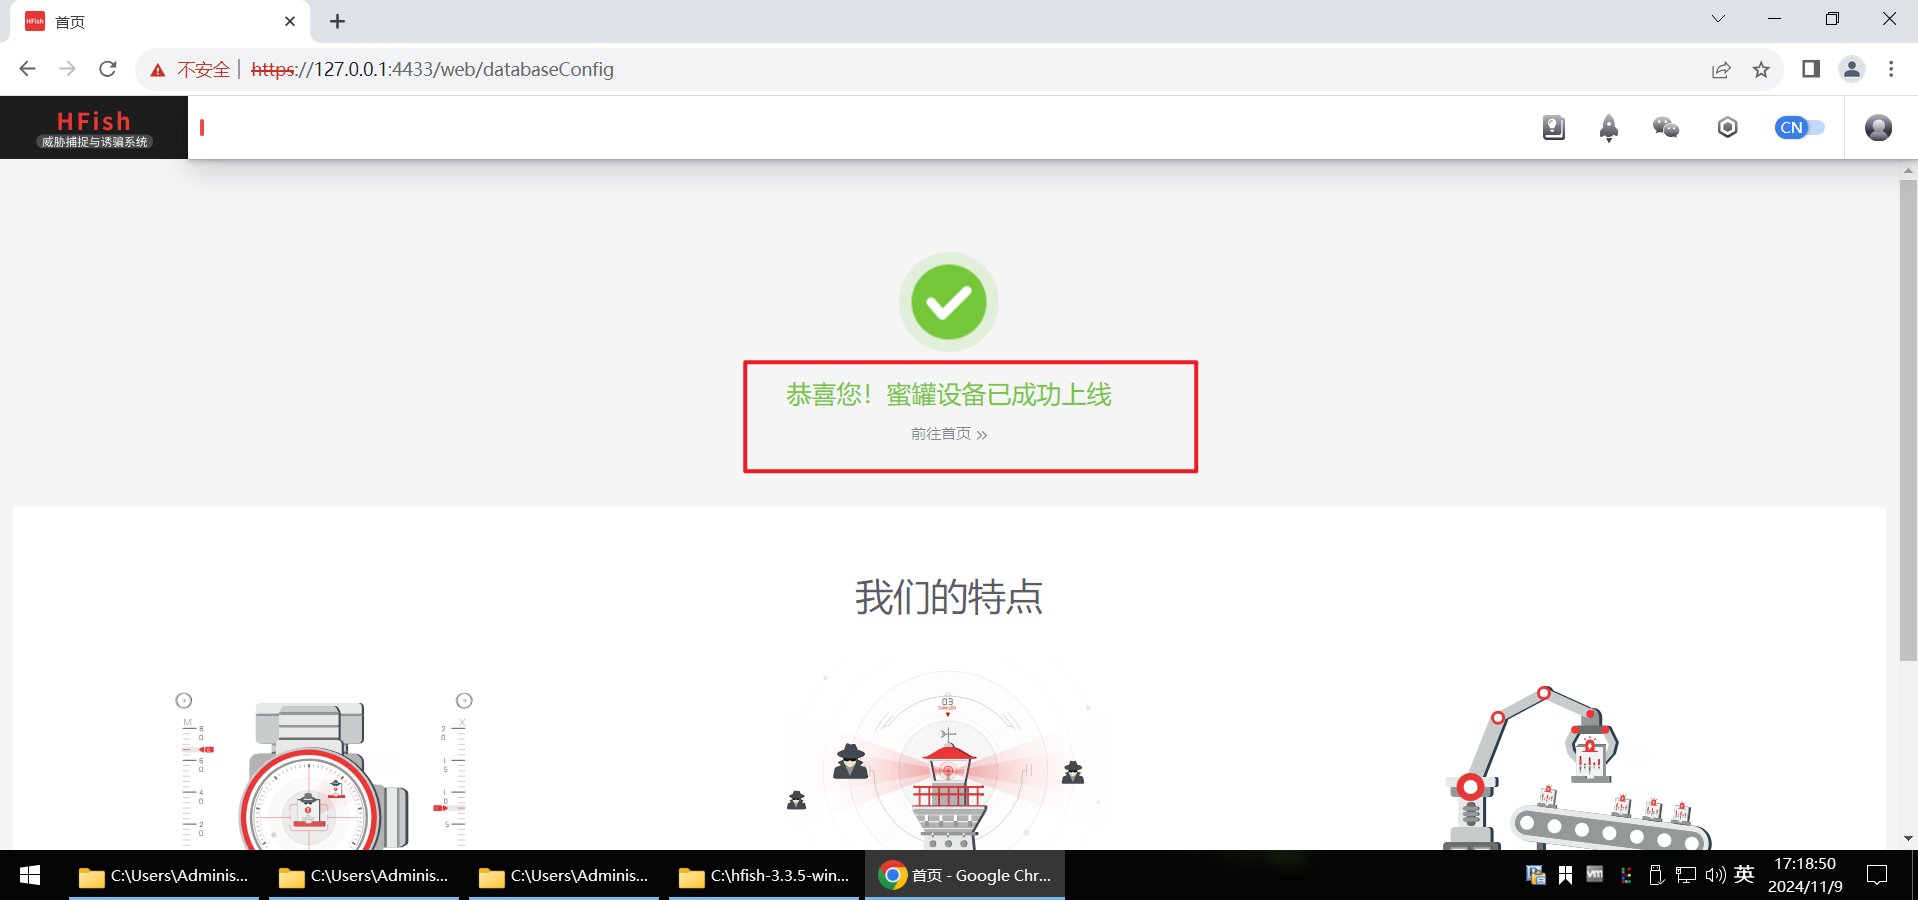 HFish
首页
不安全
https://127.0.0.1:4433/web/databaseConfig
HFish
威胁捕捉与诱骗系统
CN
恭喜您！蜜罐设备已成功上线
前往首页 »
我们的特点
M
X
03
DANGER
C:\Users\Adminis...
C:\Users\Adminis...
C:\Users\Adminis...
C:\hfish-3.3.5-win...
首页 - Google Chr...
vm
英
17:18:50
2024/11/9